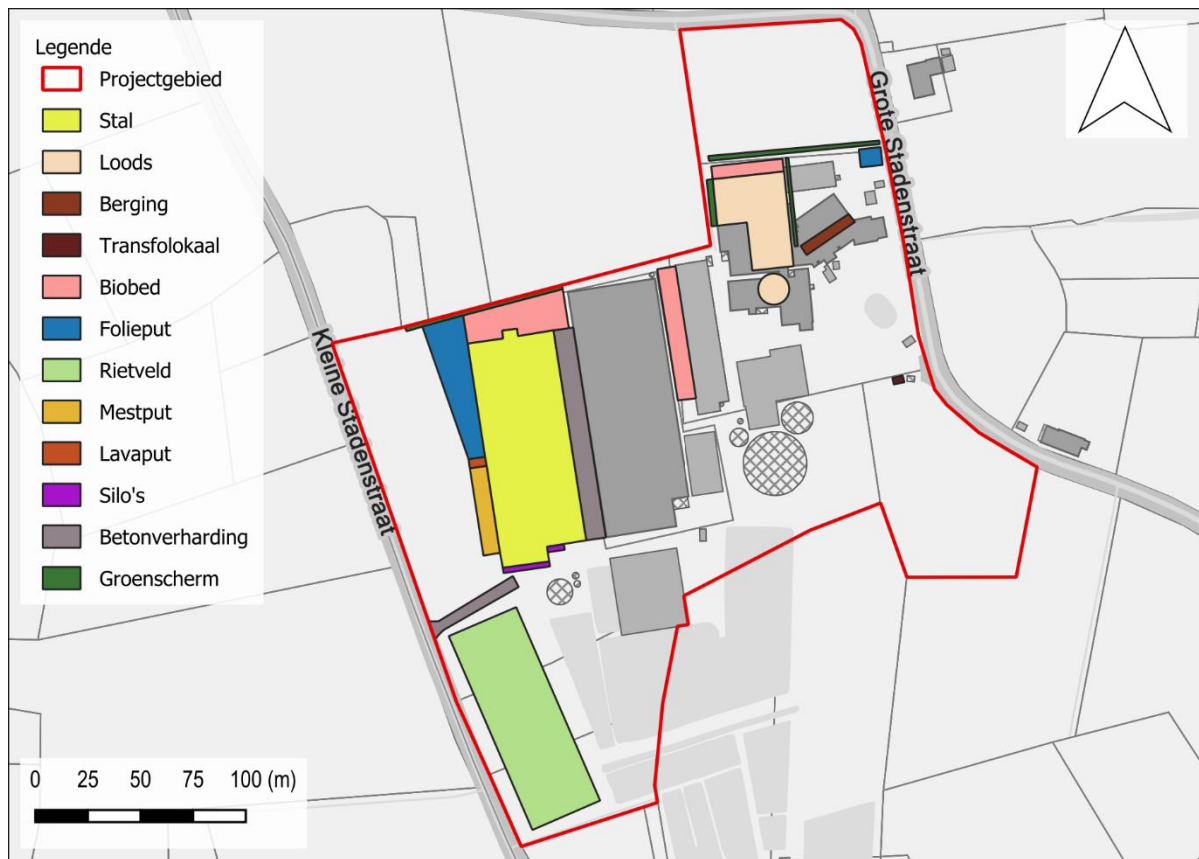 Legende
Projectgebied
Stal
Loods
Berging
Transfolokaal
Biobed
Folieput
Rietveld
Mestput
Lavaput
Silo's
Betonverharding
Groenscherm
Grote Stadenstraat
Kleine Stadenstraat
0 25 50 75 100 (m)